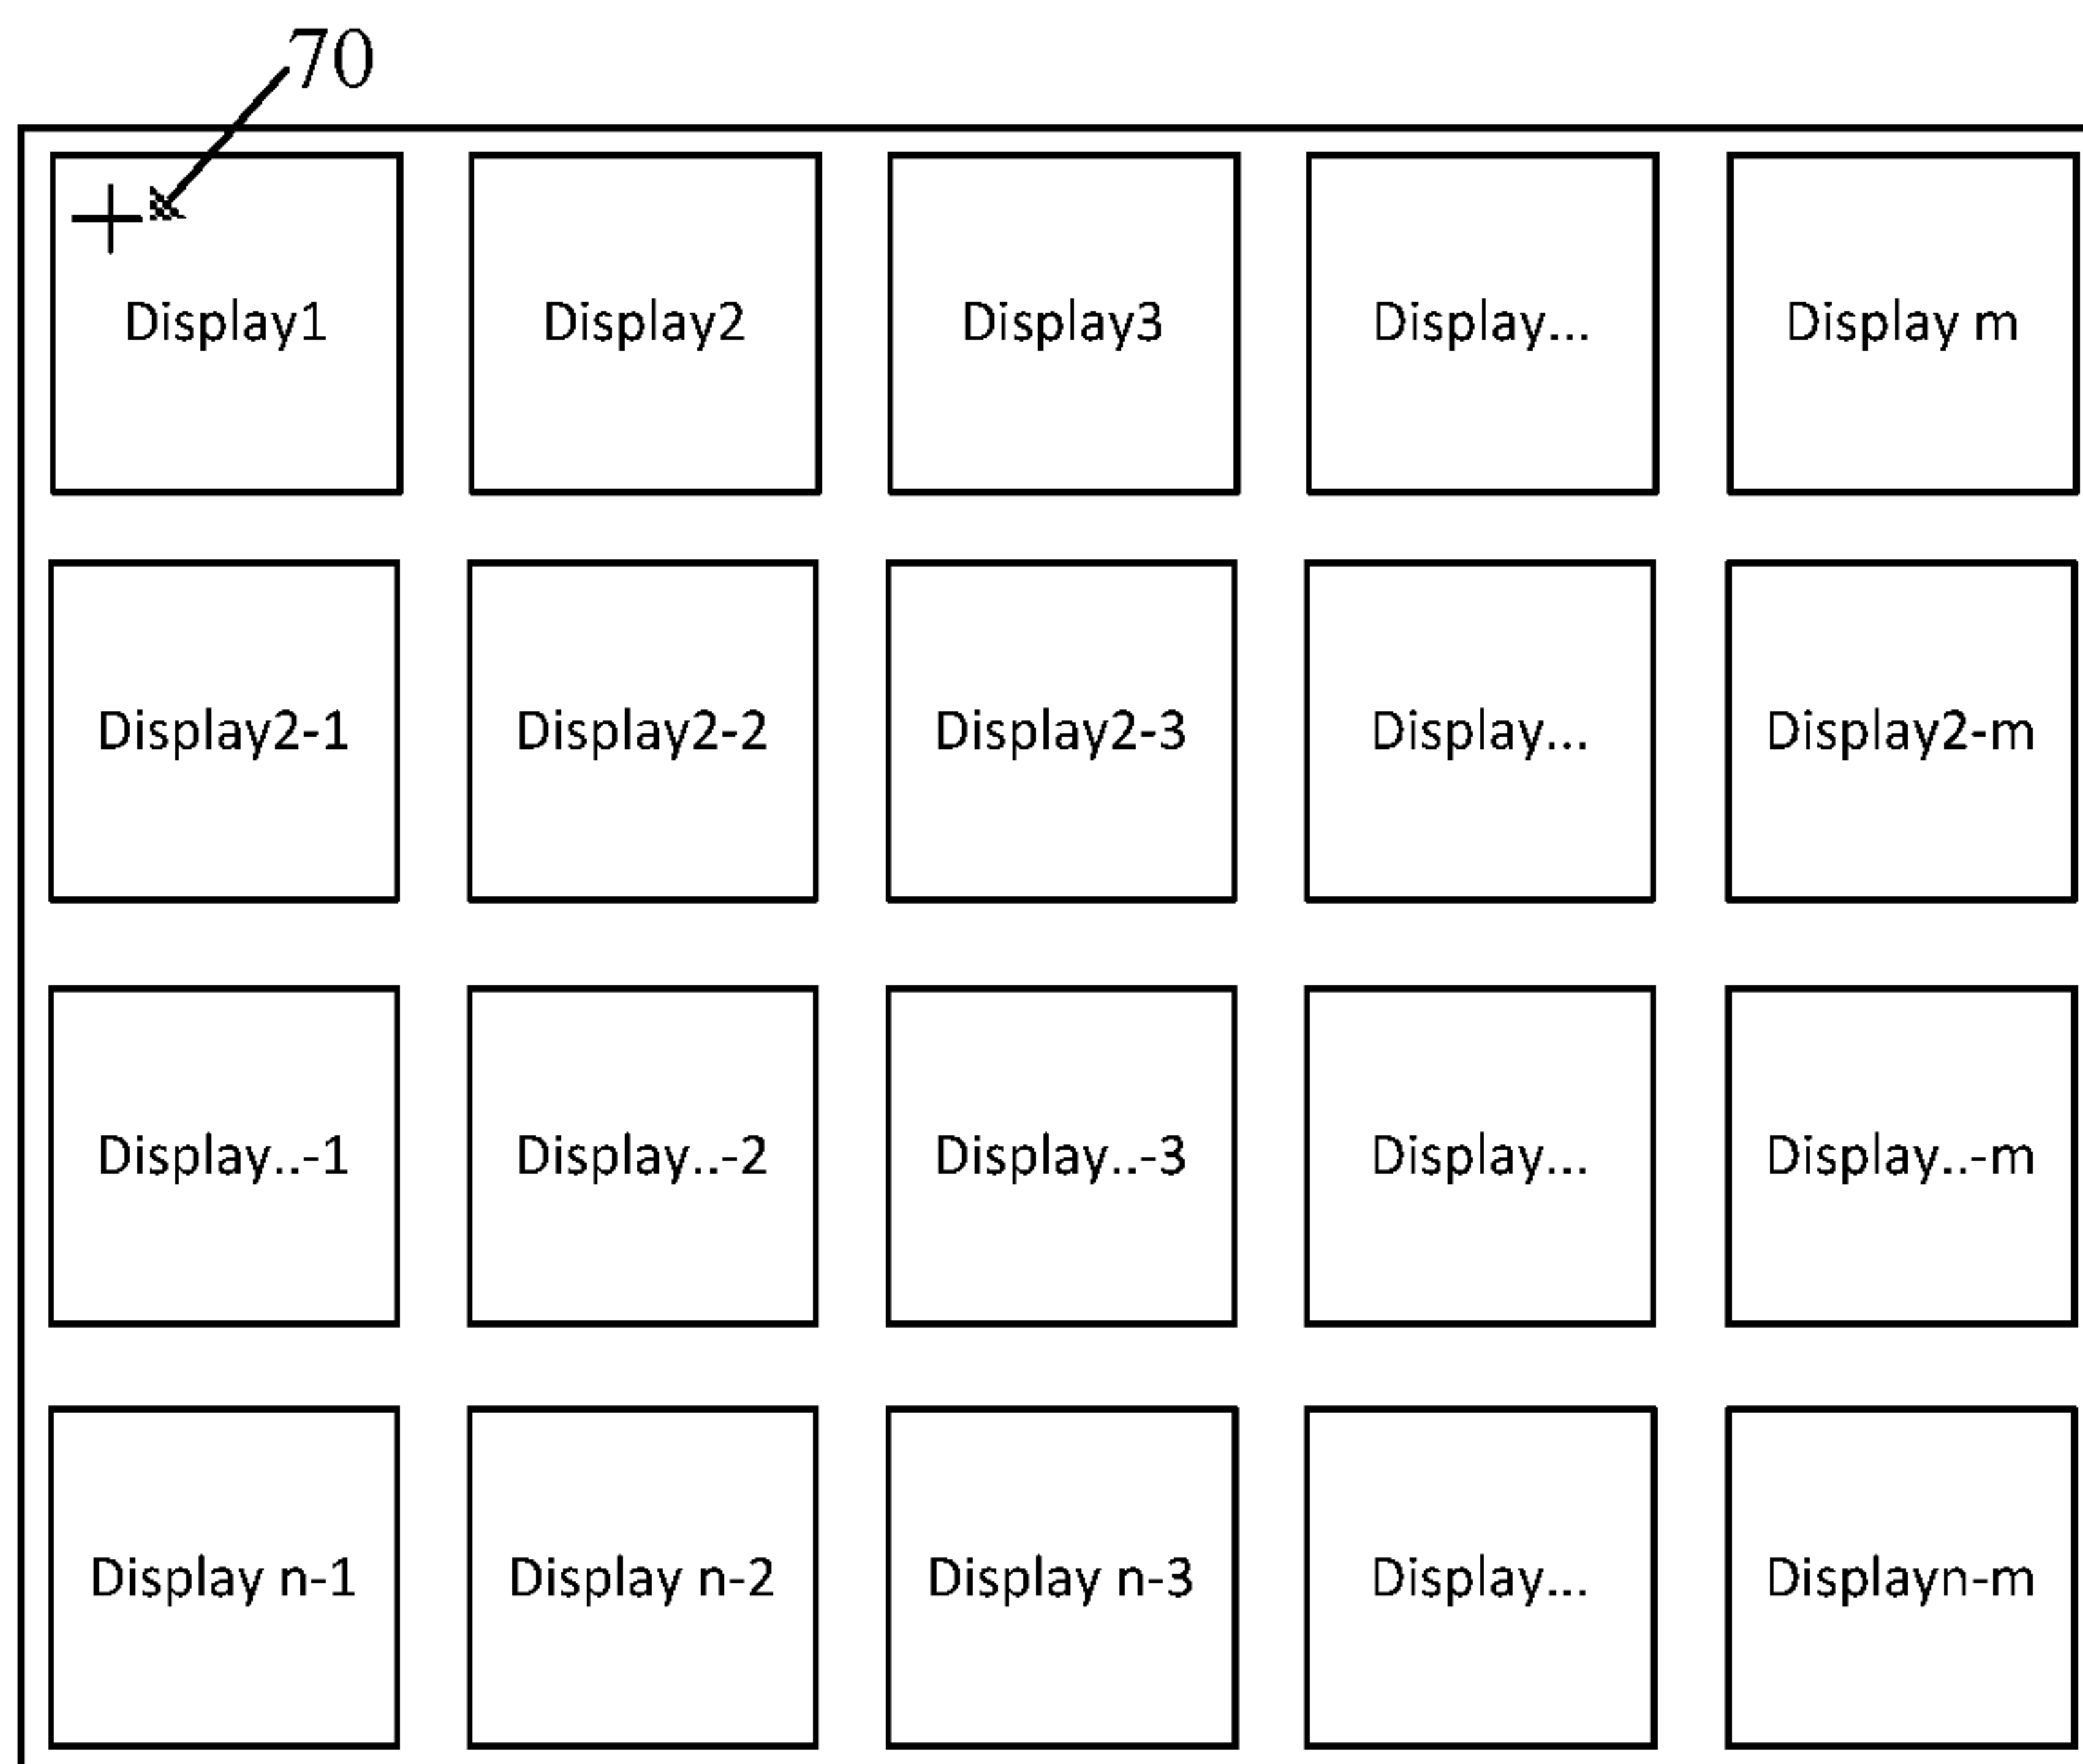 70
Display1 Display2 Display3 Display... Display m
Display2-1 Display2-2 Display2-3 Display... Display2-m
Display..-1 Display..-2 Display..-3 Display... Display..-m
Display n-1 Display n-2 Display n-3 Display... Displayn-m